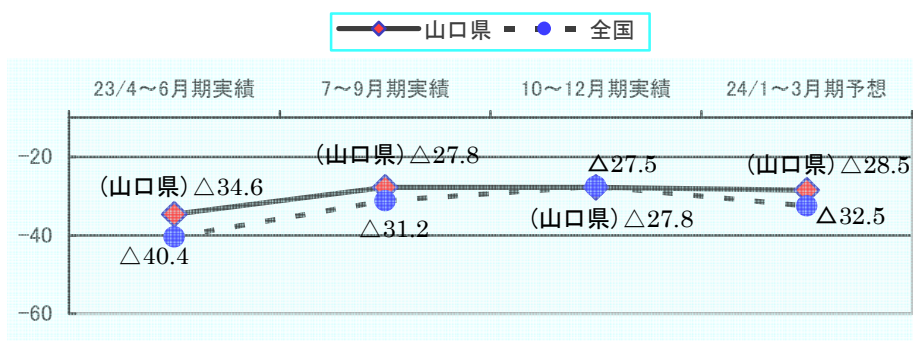 山口県 全国
23/4～6月期実績 7～9月期実績 10～12月期実績 24/1～3月期予想
-20
-40
-60
(山口県)△34.6
(山口県)△27.8
△27.5
(山口県)△28.5
△40.4
△31.2
(山口県)△27.8
△32.5